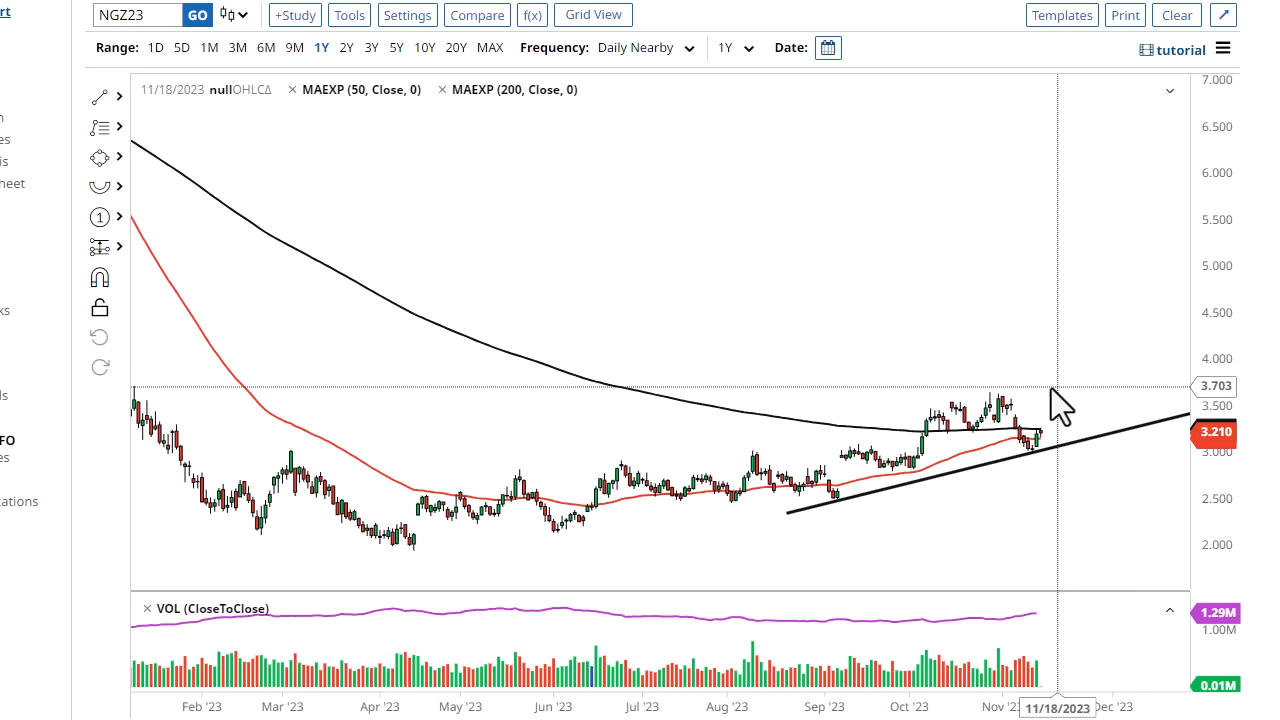 rt
NGZ23 GO +Study Tools Settings Compare f(x) Grid View Templates Print Clear
Range: 1D 5D 1M 3M 6M 9M 1Y 2Y 3Y 5Y 10Y 20Y MAX Frequency: Daily Nearby 1Y Date: tutorial
11/18/2023 nullOHLCΔ × MAEXP (50, Close, 0) × MAEXP (200, Close, 0)
7.000
6.500
6.000
5.500
5.000
4.500
4.000
3.703
3.500
3.210
3.000
2.500
2.000
n
es
is
heet
ks
ls
FO
es
cations
1
× VOL (CloseToClose)
1.29M
1.00M
0.01M
Feb '23 Mar '23 Apr '23 May '23 Jun '23 Jul '23 Aug '23 Sep '23 Oct '23 Nov '23 11/18/2023 Dec '23